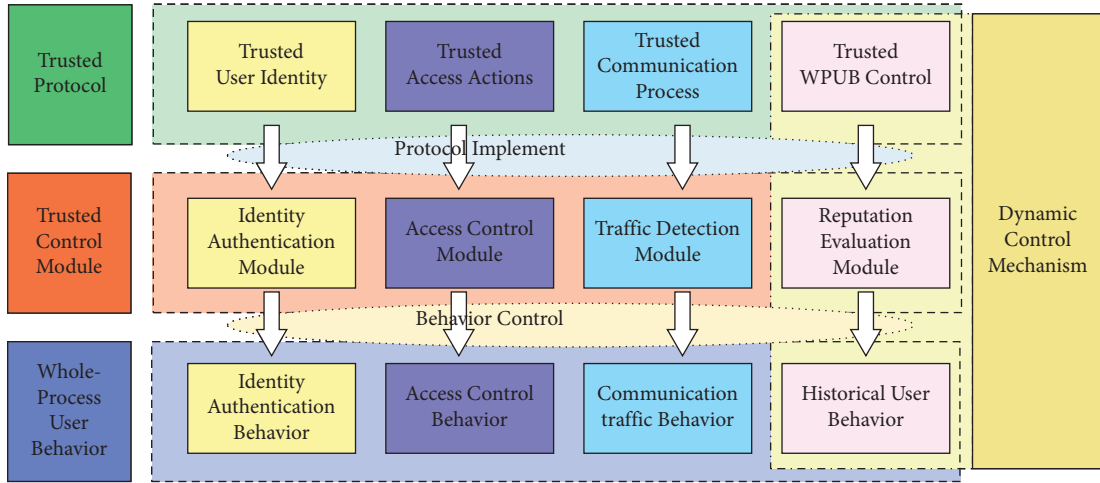 Trusted
Protocol
Trusted
User Identity
Trusted
Access Actions
Trusted
Communication
Process
Trusted
WPUB Control
Protocol Implement
Trusted
Control
Module
Identity
Authentication
Module
Access Control
Module
Traffic Detection
Module
Reputation
Evaluation
Module
Dynamic
Control
Mechanism
Behavior Control
Whole-
Process
User
Behavior
Identity
Authentication
Behavior
Access Control
Behavior
Communication
traffic Behavior
Historical User
Behavior